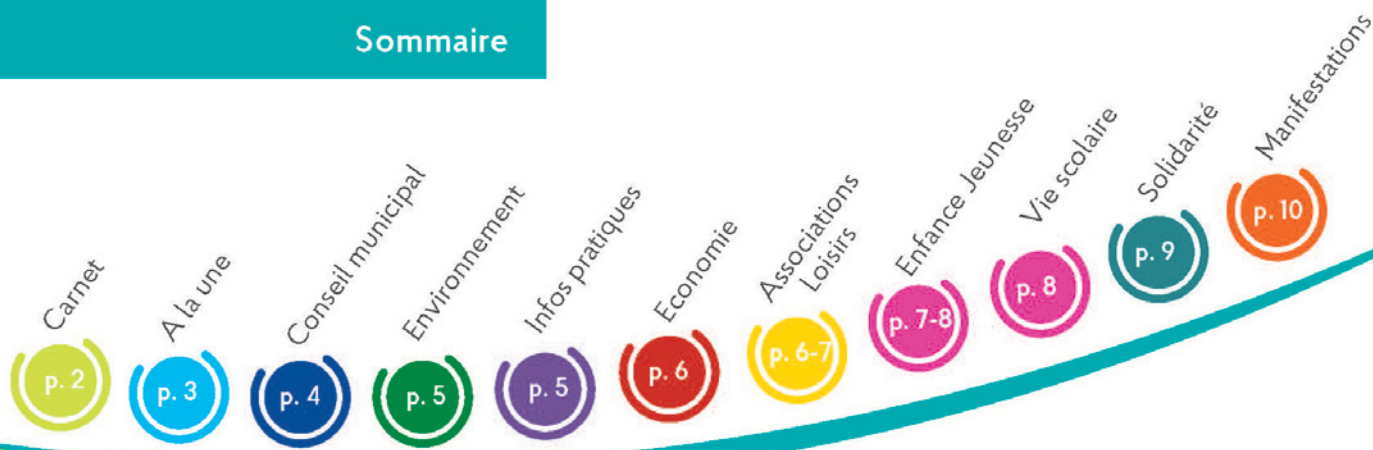 Sommaire
Carnet
p. 2
A la une
p. 3
Conseil municipal
p. 4
Environnement
p. 5
Infos pratiques
p. 5
Economie
p. 6
Associations
Loisirs
p. 6-7
Enfance Jeunesse
p. 7-8
Vie scolaire
p. 8
Solidarité
p. 9
Manifestations
p. 10